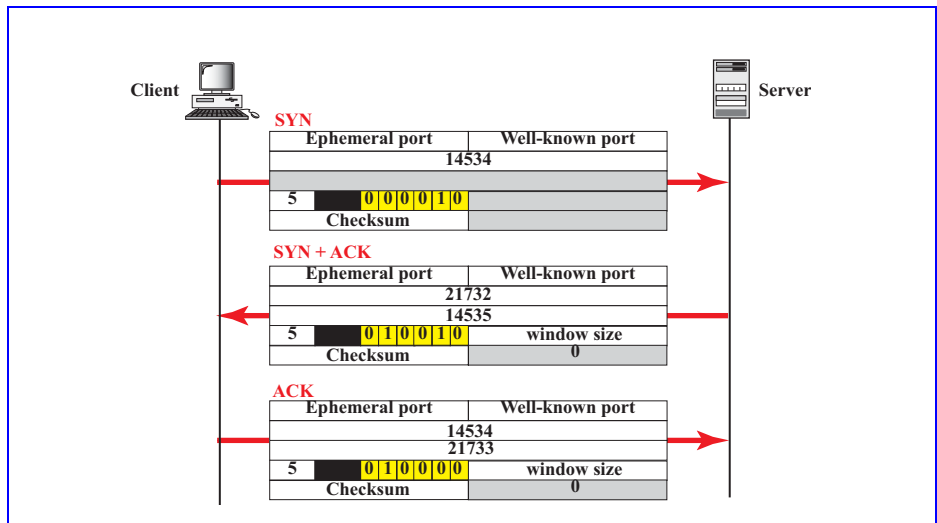 Client
Server
SYN
Ephemeral port Well-known port
14534
5 0 0 0 0 1 0
Checksum
SYN + ACK
Ephemeral port Well-known port
21732
14535
5 0 1 0 0 1 0 window size
Checksum 0
ACK
Ephemeral port Well-known port
14534
21733
5 0 1 0 0 0 0 window size
Checksum 0